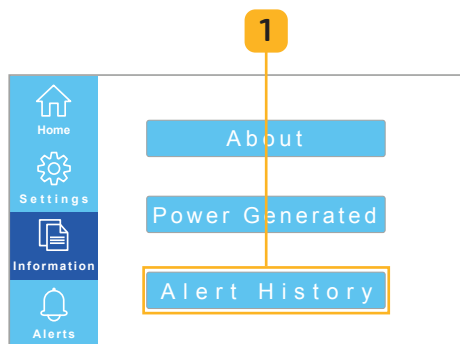 1
Home
Settings
Information
Alerts
About
Power Generated
Alert History